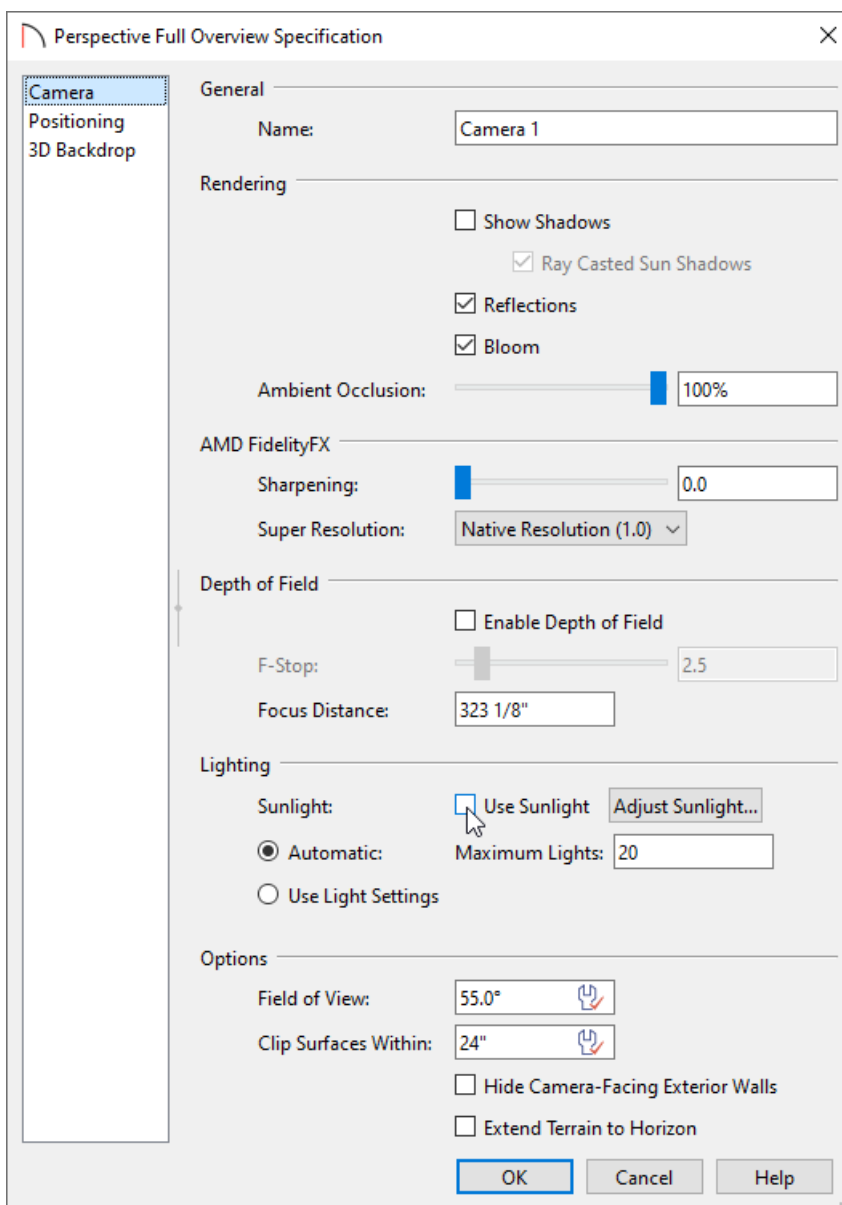 Perspective Full Overview Specification
Camera
Positioning
3D Backdrop
General
Name: Camera 1
Rendering
Show Shadows
Ray Casted Sun Shadows
Reflections
Bloom
Ambient Occlusion: 100%
AMD FidelityFX
Sharpening: 0.0
Super Resolution: Native Resolution (1.0)
Depth of Field
Enable Depth of Field
F-Stop: 2.5
Focus Distance: 323 1/8"
Lighting
Sunlight: Use Sunlight Adjust Sunlight...
Automatic: Maximum Lights: 20
Use Light Settings
Options
Field of View: 55.0°
Clip Surfaces Within: 24"
Hide Camera-Facing Exterior Walls
Extend Terrain to Horizon
OK Cancel Help